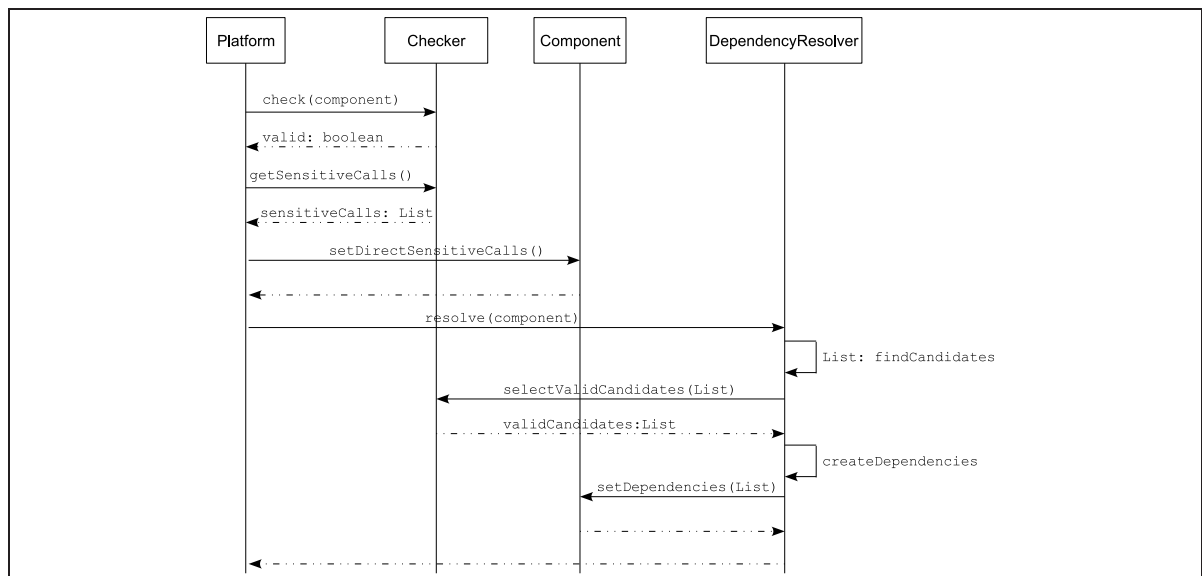 Platform
Checker
Component
DependencyResolver
check(component)
valid: boolean
getSensitiveCalls()
sensitiveCalls: List
setDirectSensitiveCalls()
resolve(component)
List: findCandidates
selectValidCandidates(List)
validCandidates:List
createDependencies
setDependencies(List)